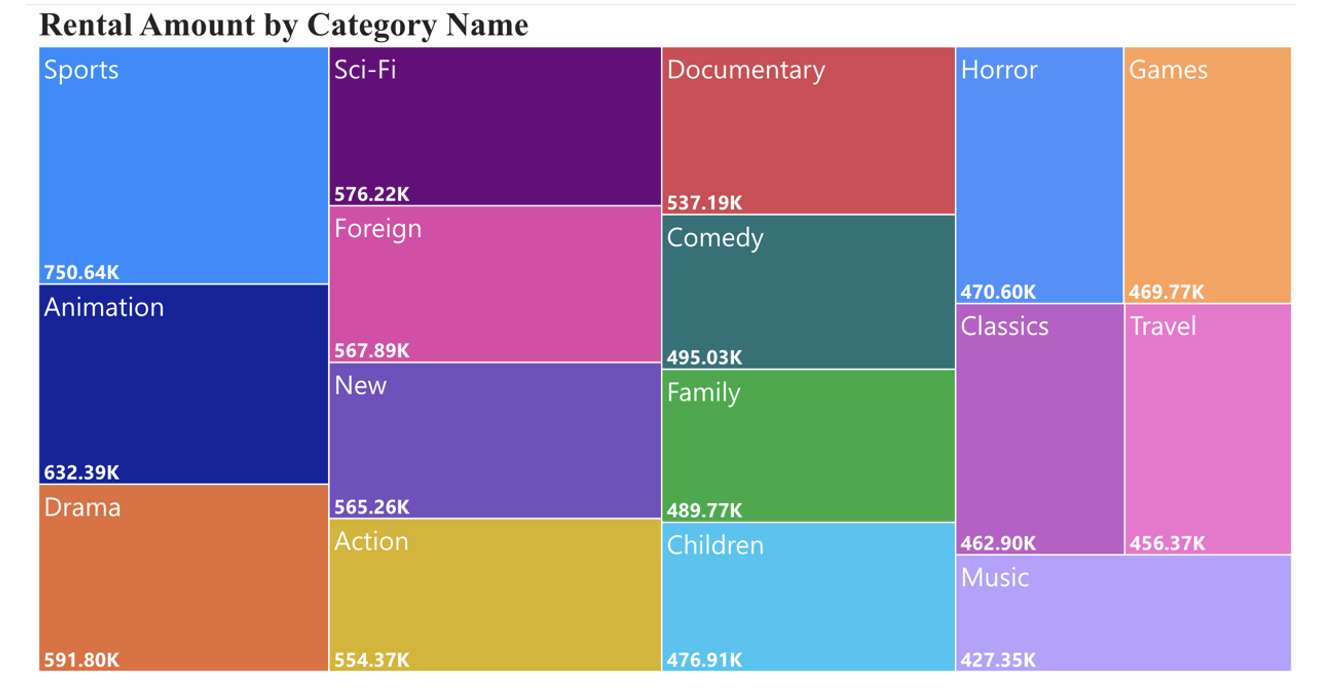 Rental Amount by Category Name
Sports
750.64K
Animation
632.39K
Drama
591.80K
Sci-Fi
576.22K
Foreign
567.89K
New
565.26K
Action
554.37K
Documentary
537.19K
Comedy
495.03K
Family
489.77K
Children
476.91K
Horror
470.60K
Games
469.77K
Classics
462.90K
Travel
456.37K
Music
427.35K